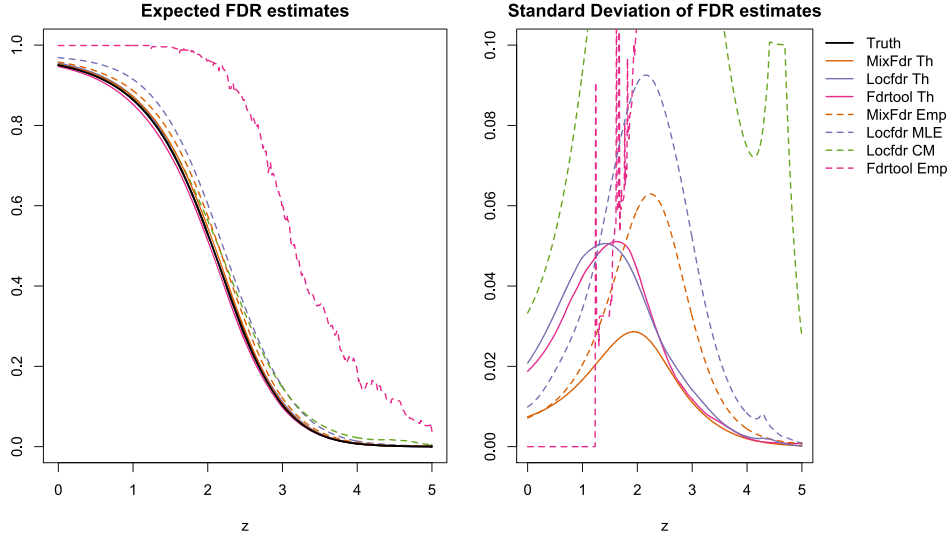 Expected FDR estimates
1.0
0.8
0.6
0.4
0.2
0.0
0 1 2 3 4 5
z
Standard Deviation of FDR estimates
0.10
0.08
0.06
0.04
0.02
0.00
0 1 2 3 4 5
z
Truth
MixFdr Th
Locfdr Th
Fdrtool Th
MixFdr Emp
Locfdr MLE
Locfdr CM
Fdrtool Emp